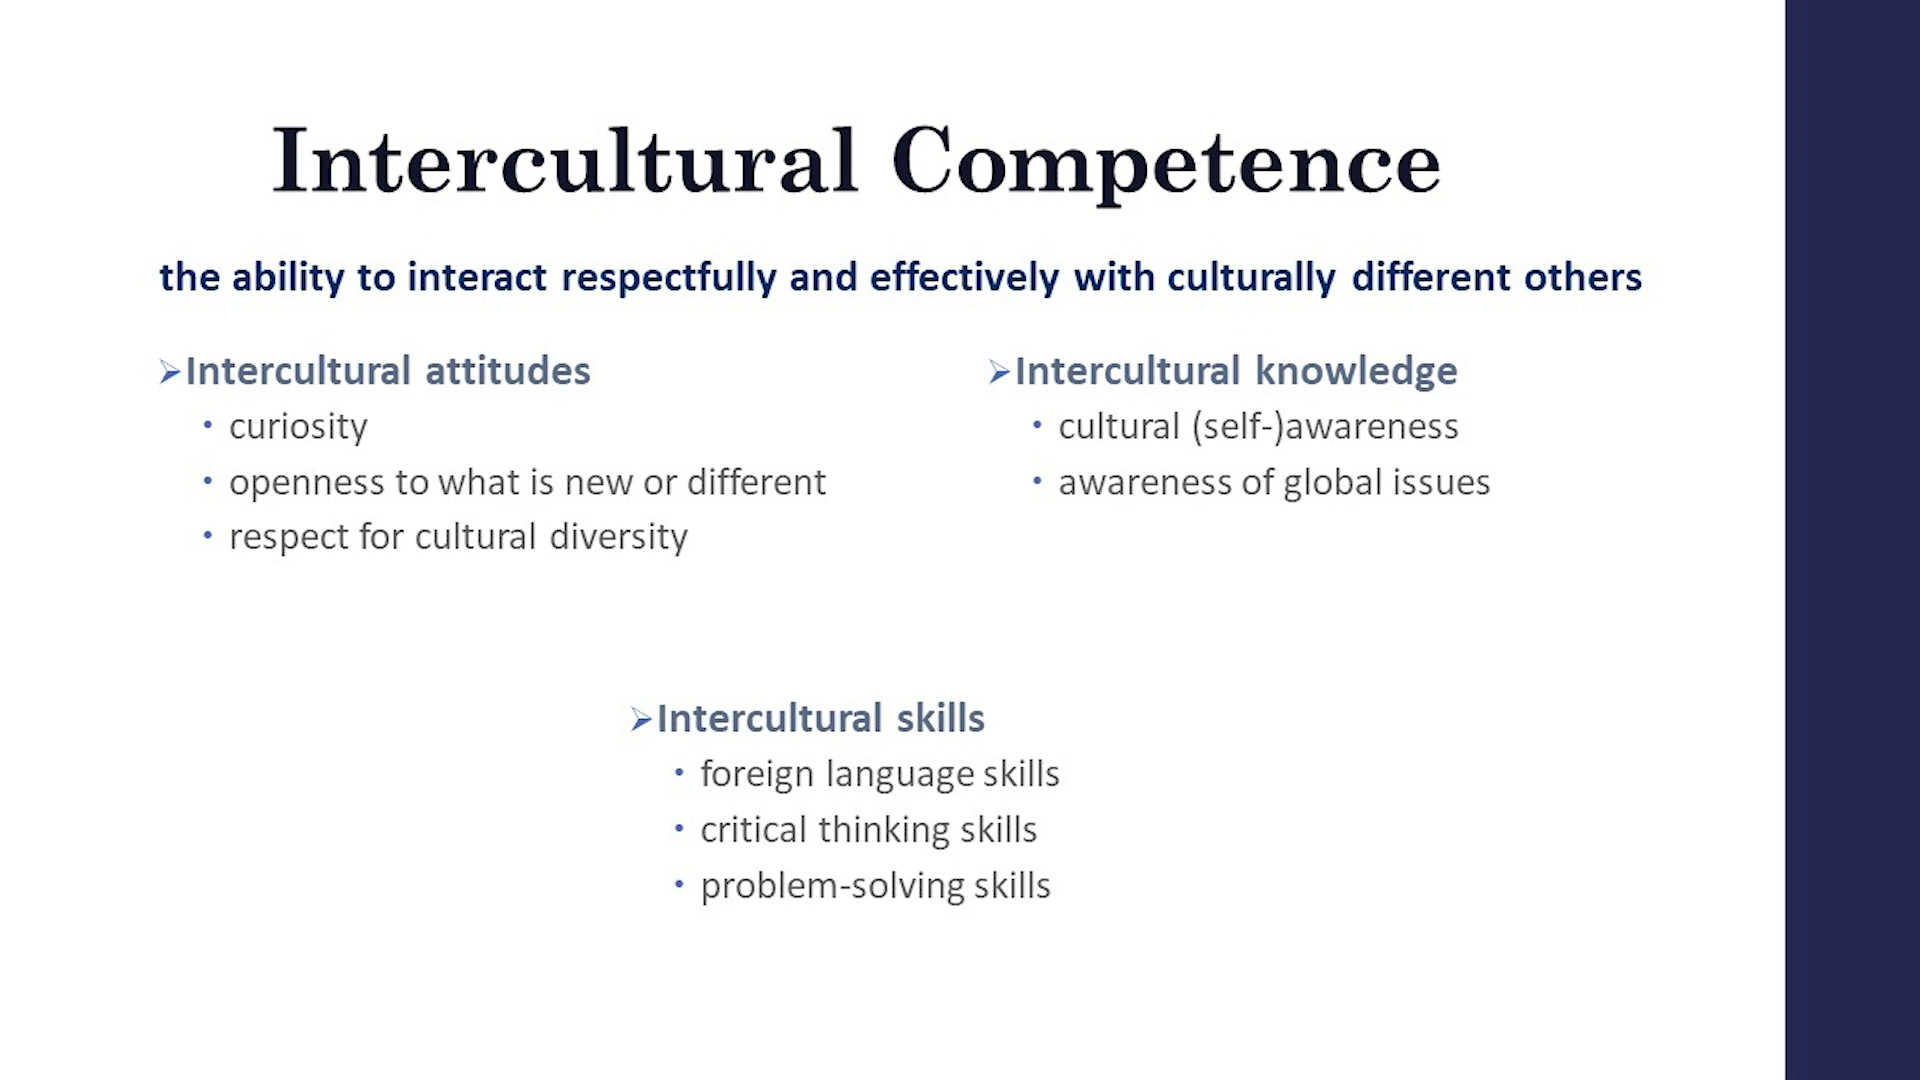 Intercultural Competence
the ability to interact respectfully and effectively with culturally different others
➢Intercultural attitudes
• curiosity
• openness to what is new or different
• respect for cultural diversity
➢Intercultural knowledge
• cultural (self-)awareness
• awareness of global issues
➢Intercultural skills
• foreign language skills
• critical thinking skills
• problem-solving skills